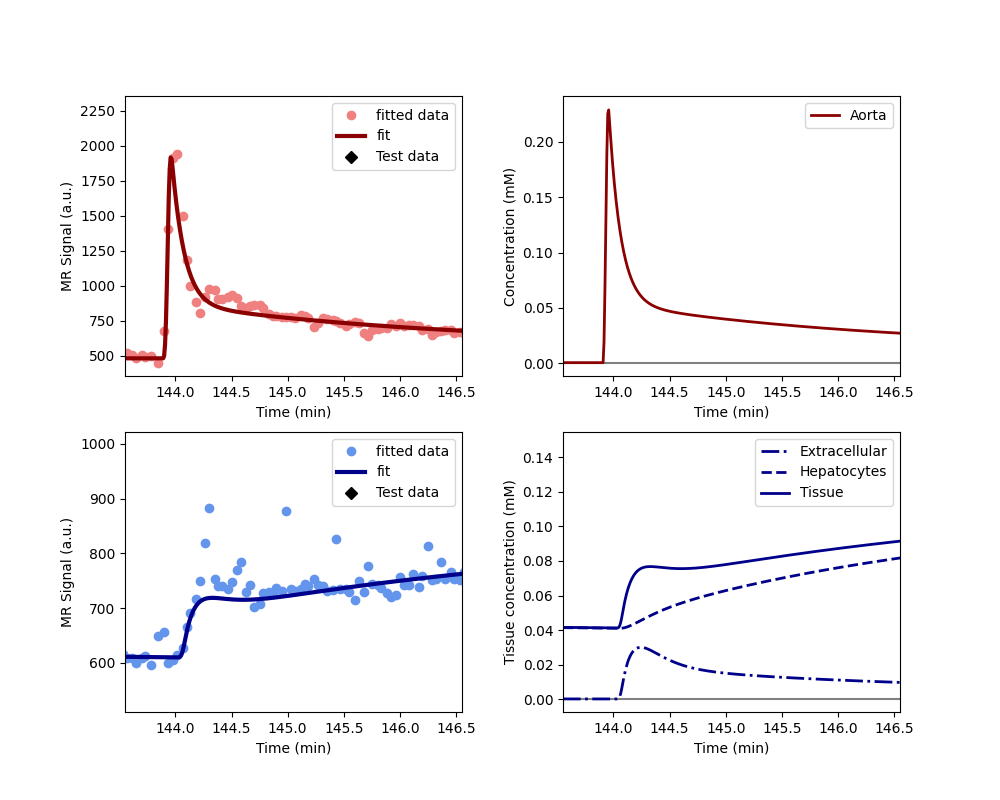 2250
2000
1750
1500
1250
1000
750
500
MR Signal (a.u.)
fitted data
fit
Test data
144.0 144.5 145.0 145.5 146.0 146.5
Time (min)
0.20
0.15
0.10
0.05
0.00
Concentration (mM)
Aorta
144.0 144.5 145.0 145.5 146.0 146.5
Time (min)
1000
900
800
700
600
MR Signal (a.u.)
fitted data
fit
Test data
144.0 144.5 145.0 145.5 146.0 146.5
Time (min)
0.14
0.12
0.10
0.08
0.06
0.04
0.02
0.00
Tissue concentration (mM)
Extracellular
Hepatocytes
Tissue
144.0 144.5 145.0 145.5 146.0 146.5
Time (min)